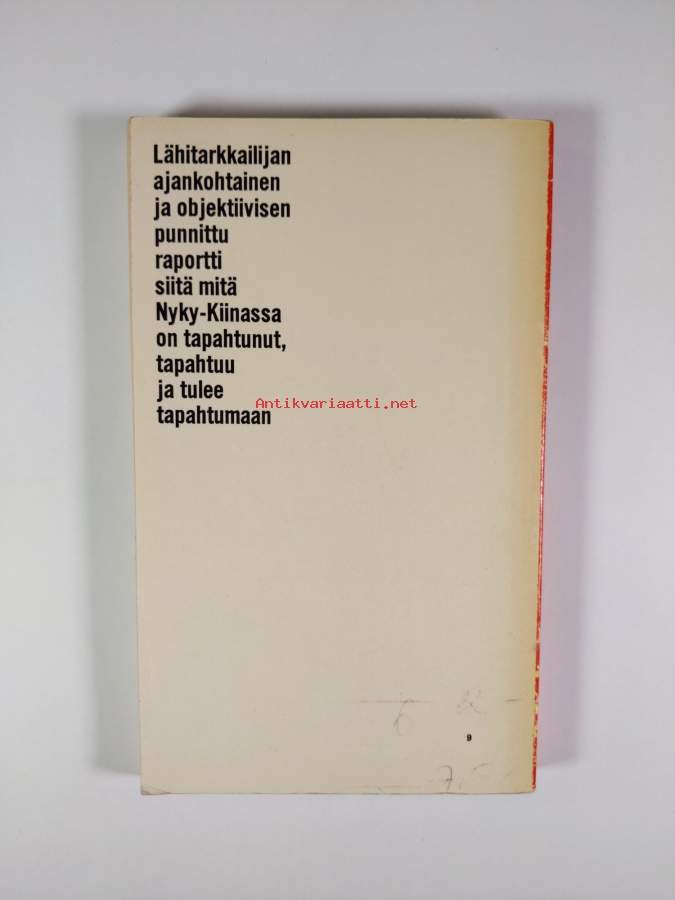 Lähitarkkailijan
ajankohtainen
ja objektiivisen
punnittu
raportti
siitä mitä
Nyky-Kiinassa
on tapahtunut,
tapahtuu
ja tulee
Antikvariaatti.net
tapahtumaan
6
9